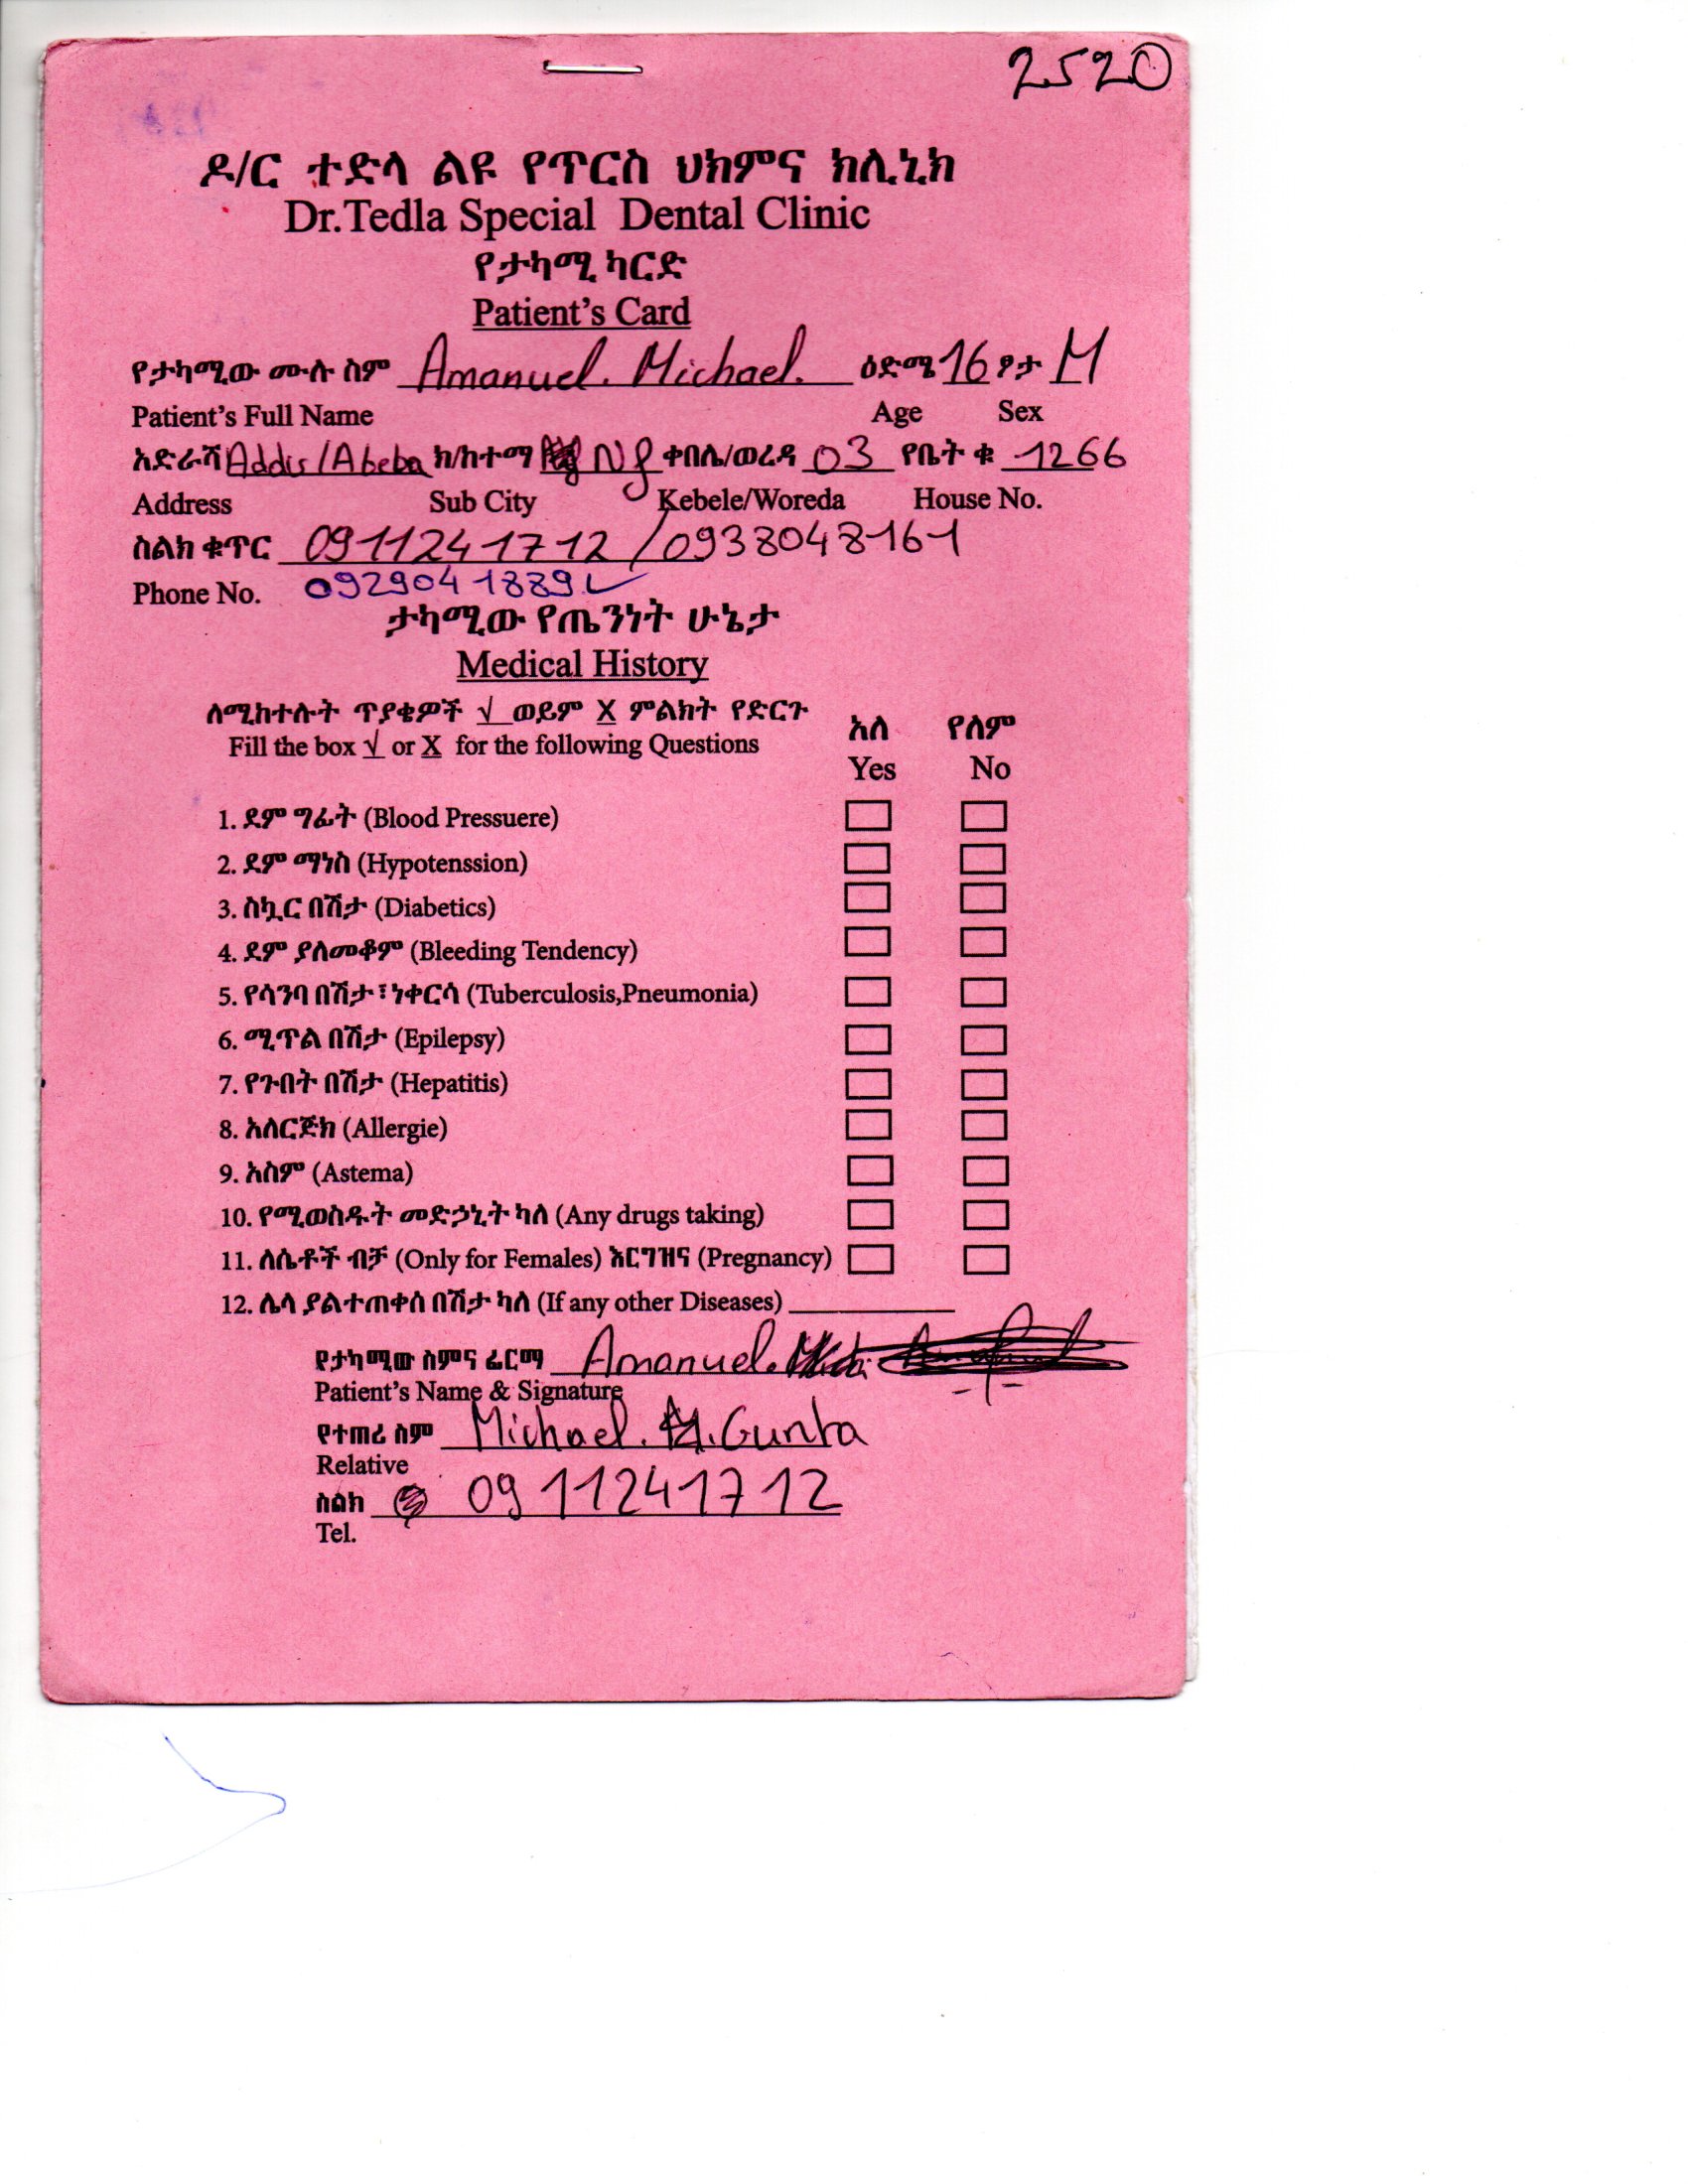 2520
ዶ/ር ተድላ ልዩ የጥርስ ህክምና ክሊኒክ
Dr.Tedla Special Dental Clinic
የታካሚ ካርድ
Patient's Card
የታካሚው ሙሉ ስም Amanuel. Michael. ዕድሜ 16 ፆታ M
Patient's Full Name Age Sex
አድራሻ Addis/Abeba ክ/ከተማ ቀበሌ/ወረዳ 03 የቤት ቁ 1266
Address Sub City Kebele/Woreda House No.
ስልክ ቁጥር 0911241712 / 0938048161
Phone No. 0929041889
ታካሚው የጤንነት ሁኔታ
Medical History
ለሚከተሉት ጥያቄዎች √ ወይም X ምልክት የድርጉ
አለ የለም
Fill the box √ or X for the following Questions
Yes No
1. ደም ግፊት (Blood Pressuere)
2. ደም ማነስ (Hypotenssion)
3. ስኳር በሽታ (Diabetics)
4. ደም ያለመቆም (Bleeding Tendency)
5. የሳንባ በሽታ፣ነቀርሳ (Tuberculosis,Pneumonia)
6. ሚጥል በሽታ (Epilepsy)
7. የጉበት በሽታ (Hepatitis)
8. አለርጅክ (Allergie)
9. አስም (Astema)
10. የሚወስዱት መድኃኒት ካለ (Any drugs taking)
11. ለሴቶች ብቻ (Only for Females) እርግዝና (Pregnancy)
12. ሌላ ያልተጠቀሰ በሽታ ካለ (If any other Diseases)
የታካሚው ስምና ፊርማ Amanuel.
Patient's Name & Signature
የተጠሪ ስም Michael. M. Gunta
Relative
ስልክ 0911241712
Tel.